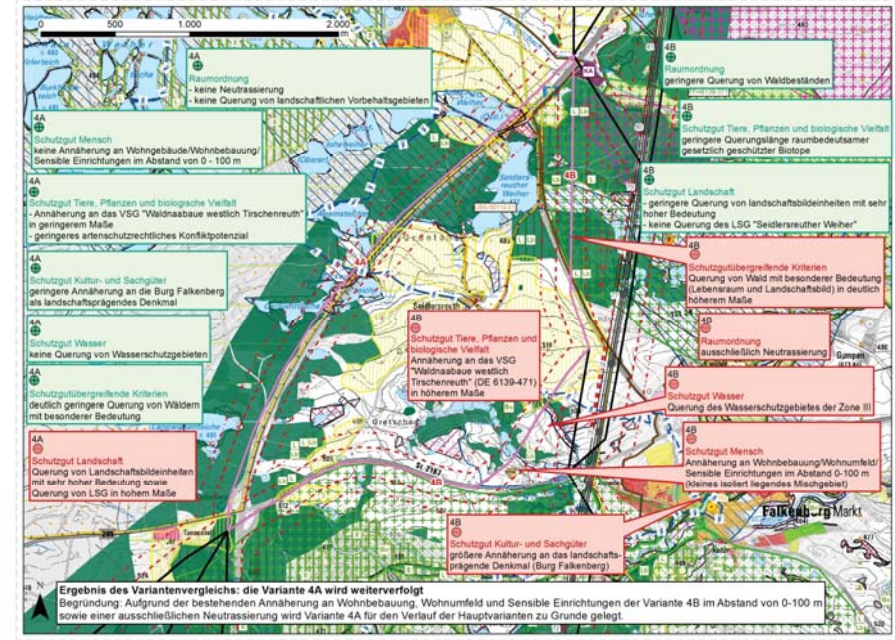 0 500 1.000 2.000 m
4A
Raumordnung
- keine Neutrassierung
- keine Querung von landschaftlichen Vorbehaltsgebieten
4A
Schutzgut Mensch
keine Annäherung an Wohngebäude/Wohnbebauung/
Sensible Einrichtungen im Abstand von 0 - 100 m
4A
Schutzgut Tiere, Pflanzen und biologische Vielfalt
- Annäherung an das VSG "Waldnaabaue westlich Tirschenreuth"
in geringerem Maße
- geringeres artenschutzrechtliches Konfliktpotenzial
4A
Schutzgut Kultur- und Sachgüter
geringere Annäherung an die Burg Falkenberg
als landschaftsprägendes Denkmal
4A
Schutzgut Wasser
keine Querung von Wasserschutzgebieten
4A
Schutzgutübergreifende Kriterien
deutlich geringere Querung von Wäldern
mit besonderer Bedeutung
4A
Schutzgut Landschaft
Querung von Landschaftsbildeinheiten
mit sehr hoher Bedeutung sowie
Querung von LSG in hohem Maße
4B
Raumordnung
geringere Querung von Waldbeständen
4B
Schutzgut Tiere, Pflanzen und biologische Vielfalt
geringere Querungslänge raumbedeutsamer
gesetzlich geschützter Biotope
4B
Schutzgut Landschaft
- geringere Querung von landschaftsbildeinheiten mit sehr
hoher Bedeutung
- keine Querung des LSG "Seidlersreuther Weiher"
4B
Schutzgutübergreifende Kriterien
Querung von Wald mit besonderer Bedeutung
(Lebensraum und Landschaftsbild) in deutlich
höherem Maße
4B
Raumordnung
ausschließlich Neutrassierung
4B
Schutzgut Tiere, Pflanzen und
biologische Vielfalt
Annäherung an das VSG
"Waldnaabaue westlich
Tirschenreuth" (DE 6139-471)
in höherem Maße
4B
Schutzgut Wasser
Querung des Wasserschutzgebietes der Zone III
4B
Schutzgut Mensch
Annäherung an Wohnbebauung/Wohnumfeld/
Sensible Einrichtungen im Abstand 0-100 m
(kleines isoliert liegendes Mischgebiet)
4B
Schutzgut Kultur- und Sachgüter
größere Annäherung an das landschafts-
prägende Denkmal (Burg Falkenberg)
KA
4B
4A
4B
Seidlers
reuther
Weiher
Seidlersreuth
Gretschen
St 2167
Gumpen
Markt
N
Ergebnis des Variantenvergleichs: die Variante 4A wird weiterverfolgt
Begründung: Aufgrund der bestehenden Annäherung an Wohnbebauung, Wohnumfeld und Sensible Einrichtungen der Variante 4B im Abstand von 0-100 m
sowie einer ausschließlichen Neutrassierung wird Variante 4A für den Verlauf der Hauptvarianten zu Grunde gelegt.